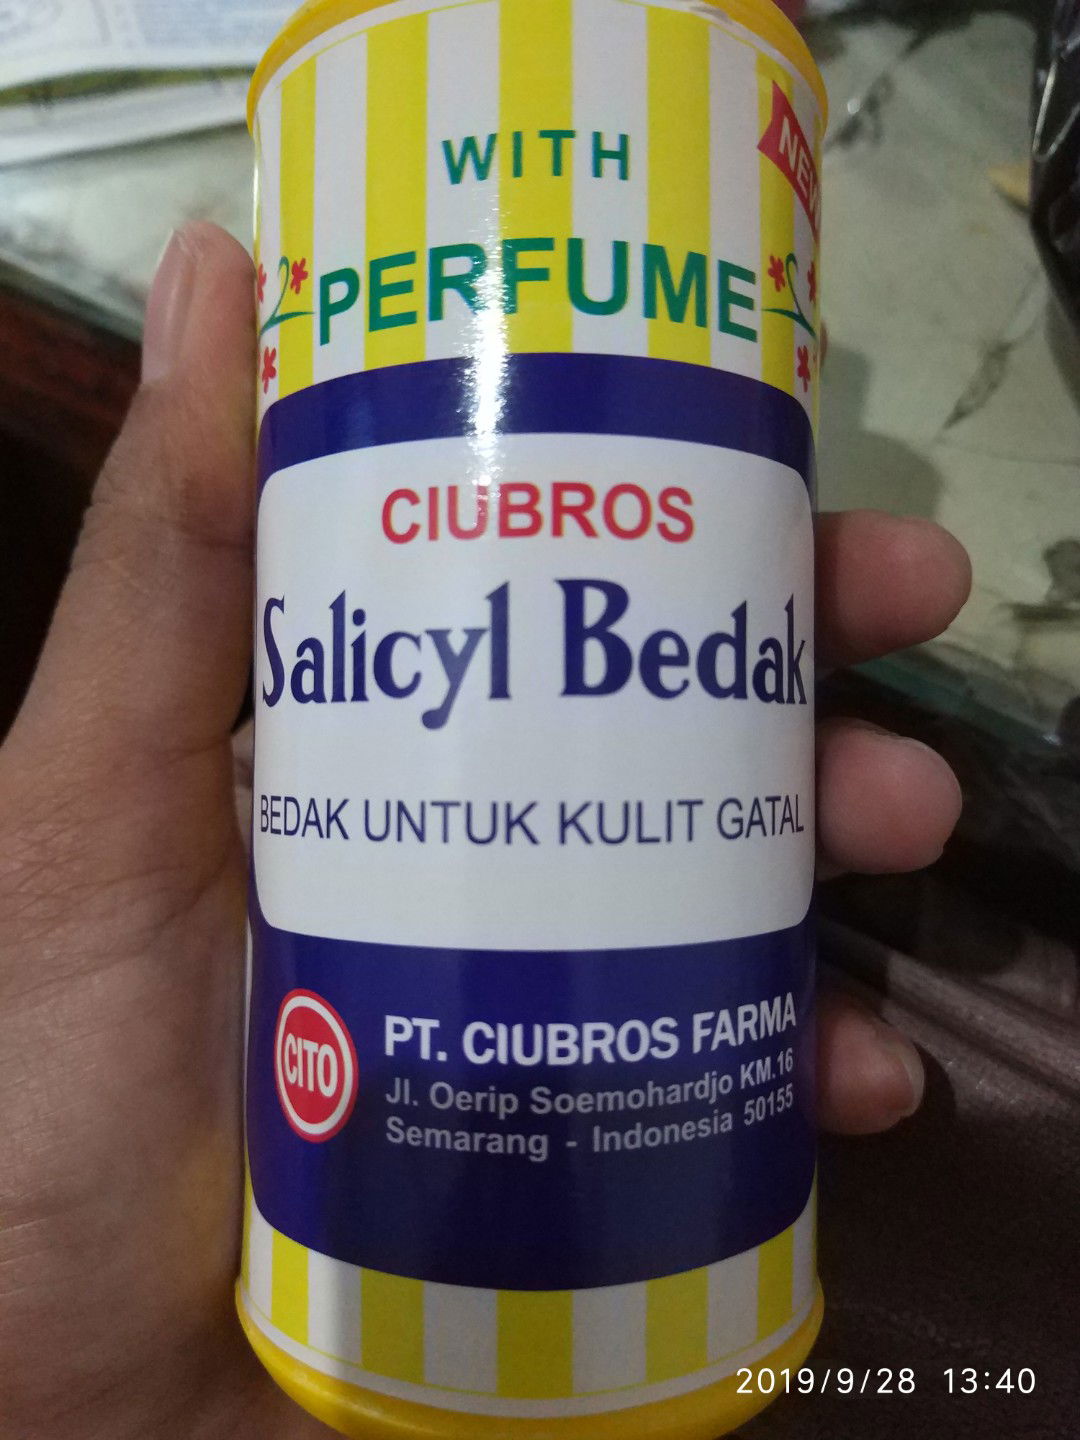 WITH
NEW
PERFUME
CIUBROS
Salicyl Bedak
BEDAK UNTUK KULIT GATAL
CITO
PT. CIUBROS FARMA
Jl. Oerip Soemohardjo KM.16
Semarang - Indonesia 50155
2019/9/28 13:40